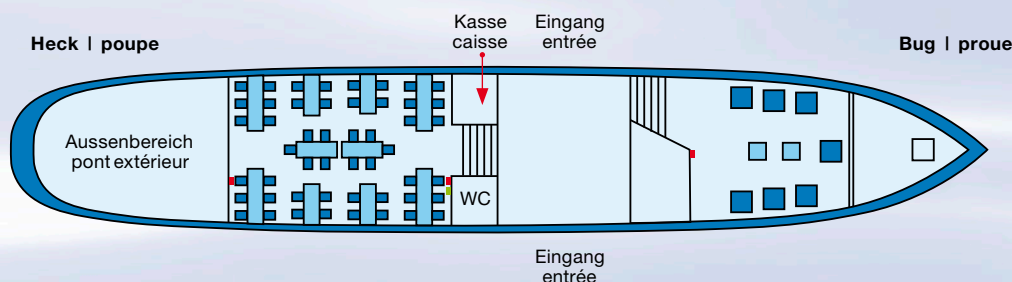 Kasse
caisse
Eingang
entrée
Heck | poupe
Bug | proue
Aussenbereich
pont extérieur
WC
Eingang
entrée